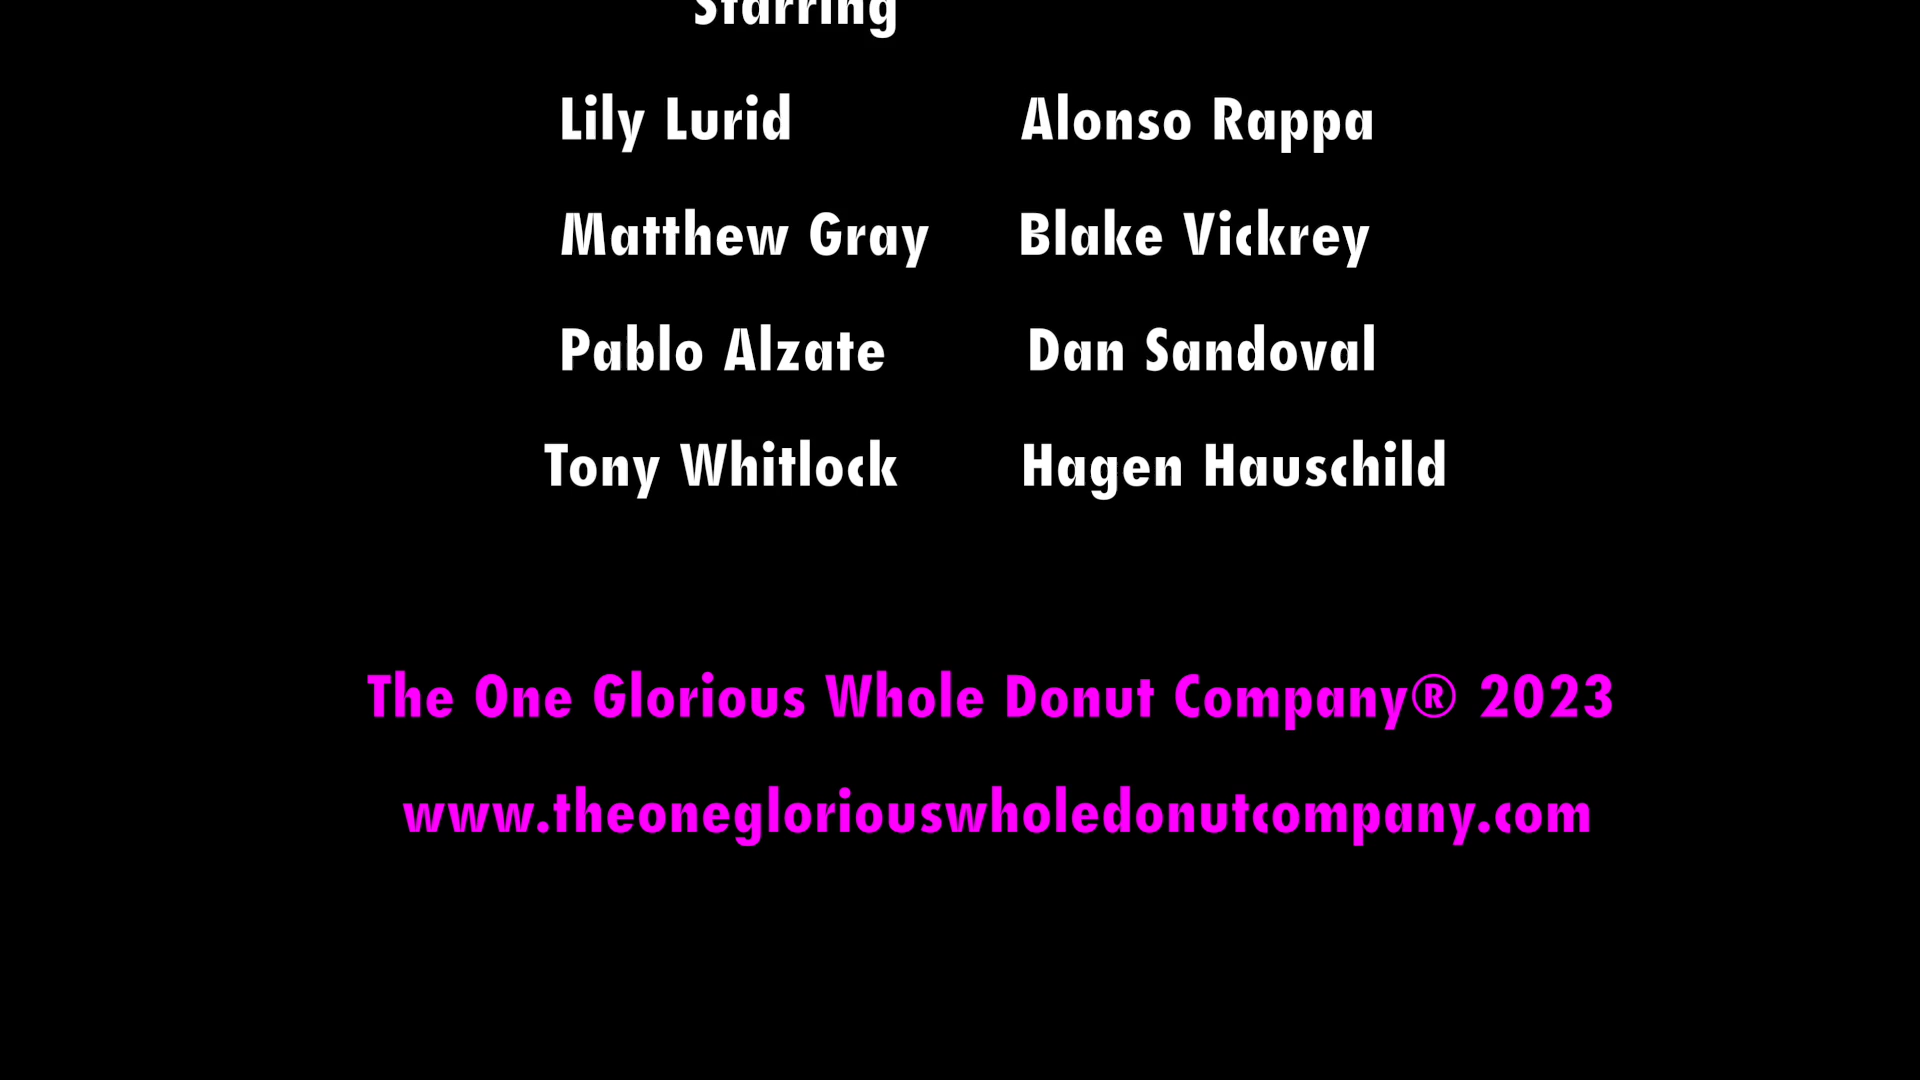 Starring
Lily Lurid Alonso Rappa
Matthew Gray Blake Vickrey
Pablo Alzate Dan Sandoval
Tony Whitlock Hagen Hauschild
The One Glorious Whole Donut Company® 2023
www.theonegloriouswholedonutcompany.com